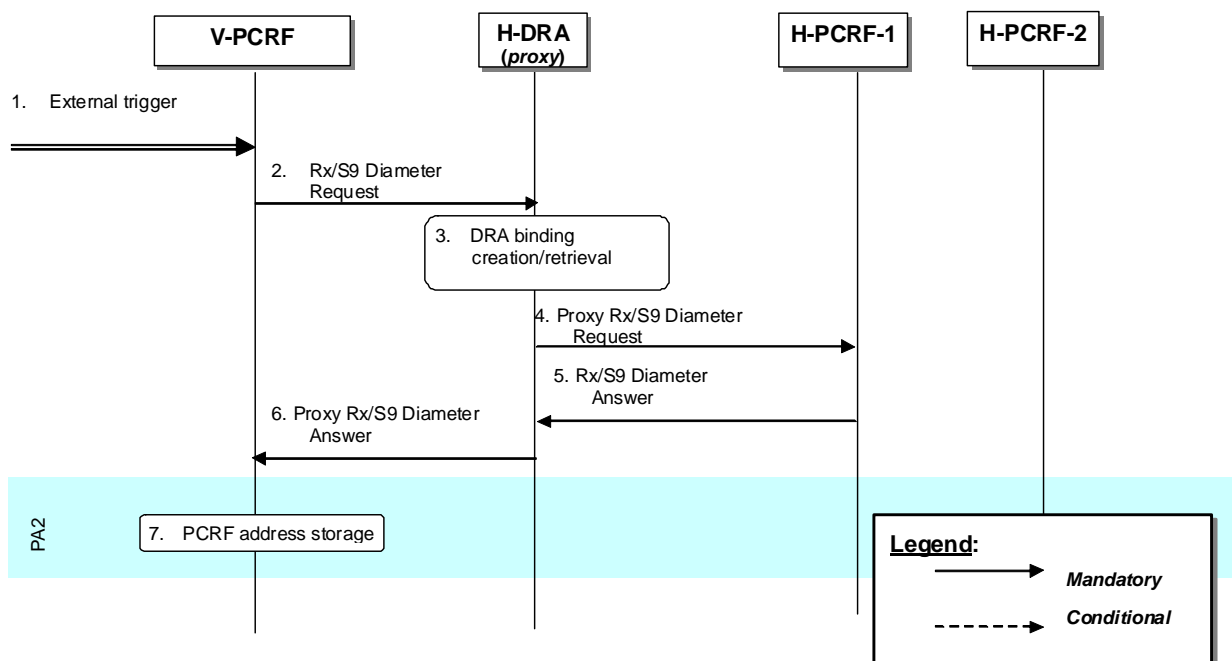 V-PCRF
H-DRA
(proxy)
H-PCRF-1
H-PCRF-2
1. External trigger
2. Rx/S9 Diameter
Request
3. DRA binding
creation/retrieval
4. Proxy Rx/S9 Diameter
Request
5. Rx/S9 Diameter
Answer
6. Proxy Rx/S9 Diameter
Answer
PA2
7. PCRF address storage
Legend:
Mandatory
Conditional